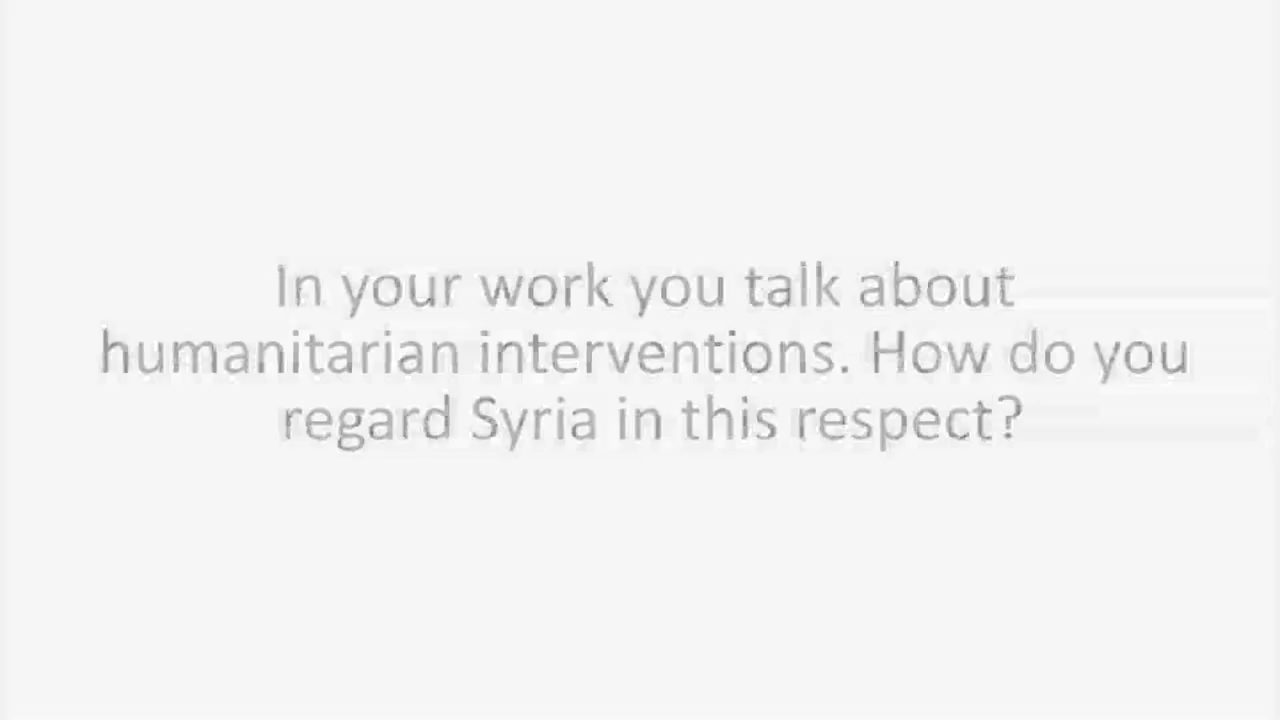 In your work you talk about
humanitarian interventions. How do you
regard Syria in this respect?